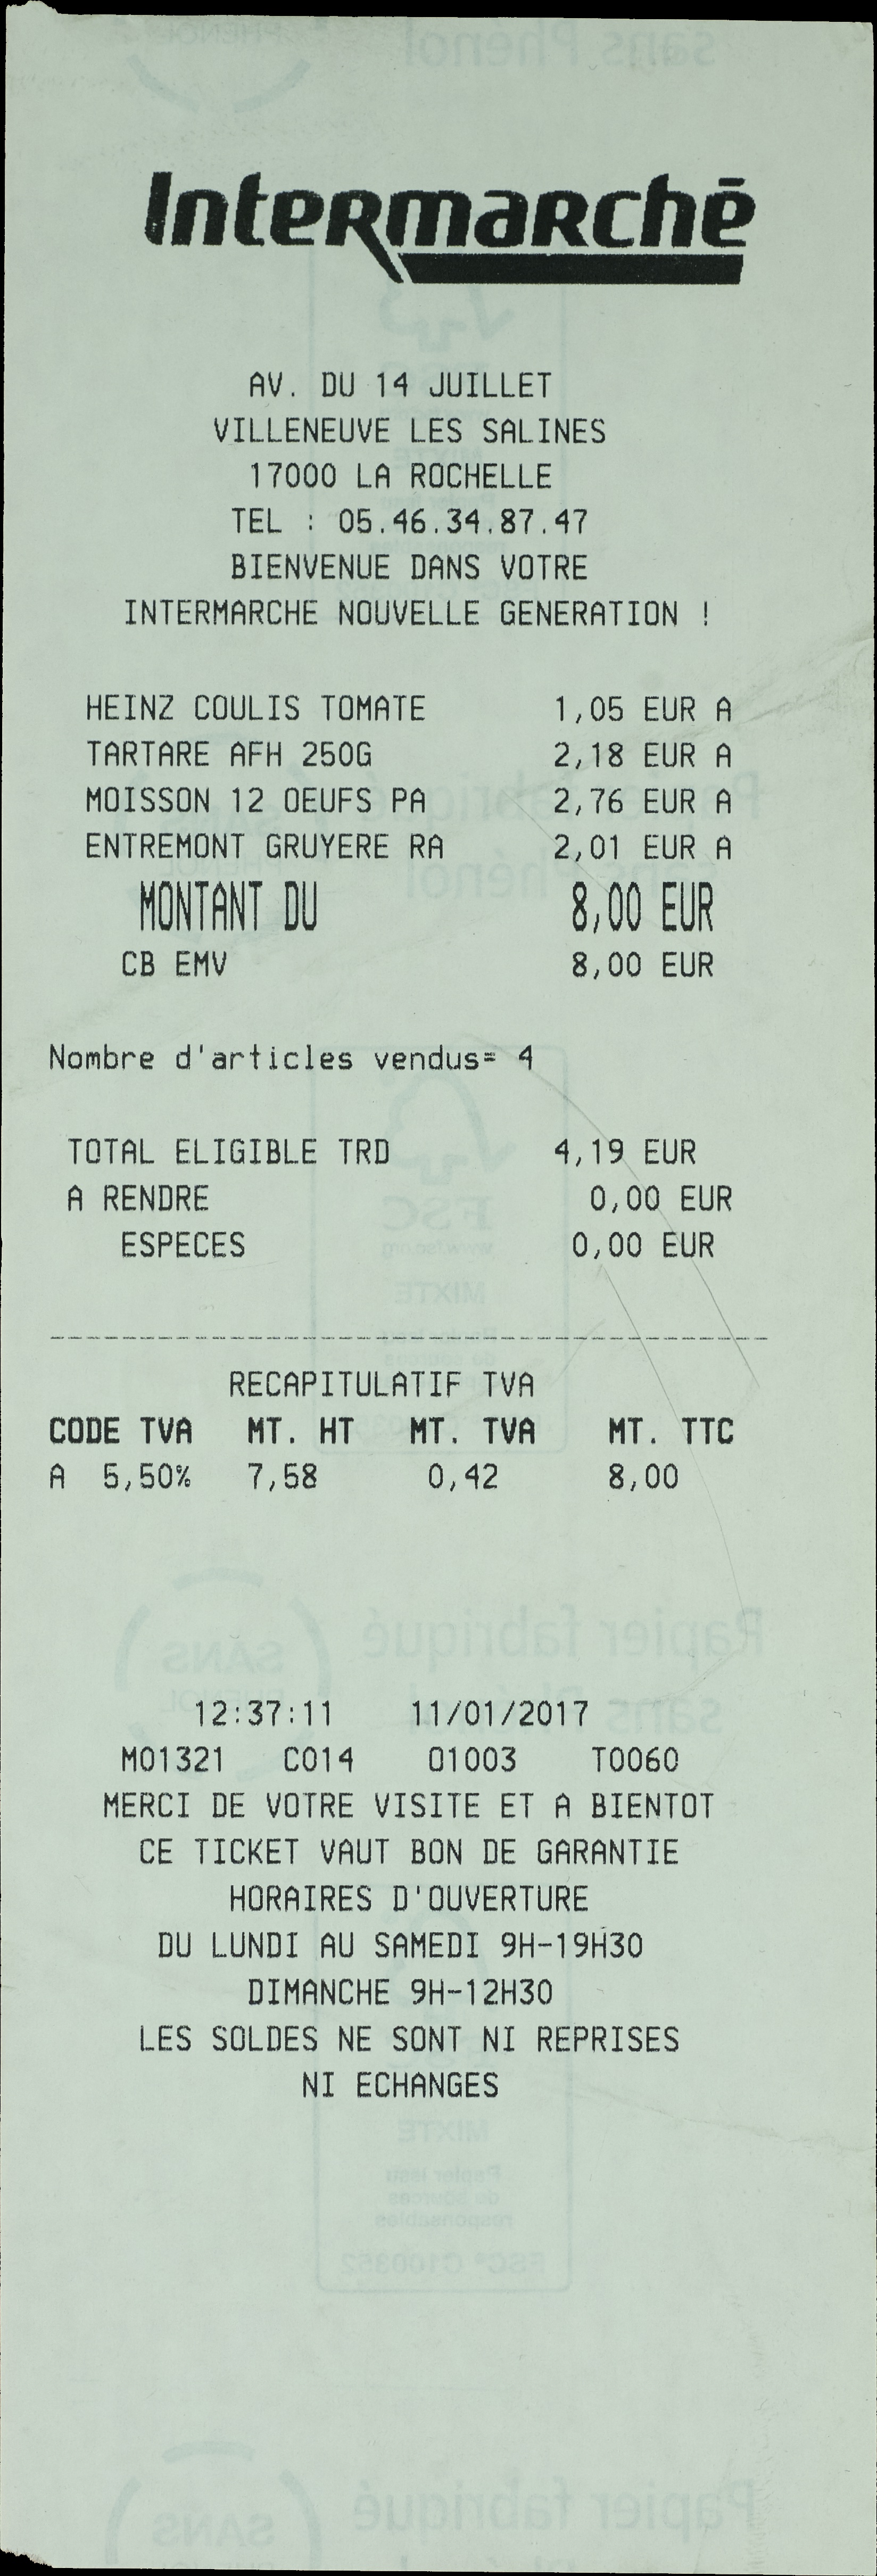 Intermarché
AV. DU 14 JUILLET
VILLENEUVE LES SALINES
17000 LA ROCHELLE
TEL : 05.46.34.87.47
BIENVENUE DANS VOTRE
INTERMARCHE NOUVELLE GENERATION !
HEINZ COULIS TOMATE 1,05 EUR A
TARTARE AFH 250G 2,18 EUR A
MOISSON 12 OEUFS PA 2,76 EUR A
ENTREMONT GRUYERE RA 2,01 EUR A
MONTANT DU 8,00 EUR
CB EMV 8,00 EUR
Nombre d'articles vendus= 4
TOTAL ELIGIBLE TRD 4,19 EUR
A RENDRE 0,00 EUR
ESPECES 0,00 EUR
RECAPITULATIF TVA
CODE TVA MT. HT MT. TVA MT. TTC
A 5,50% 7,58 0,42 8,00
12:37:11 11/01/2017
M01321 C014 01003 T0060
MERCI DE VOTRE VISITE ET A BIENTOT
CE TICKET VAUT BON DE GARANTIE
HORAIRES D'OUVERTURE
DU LUNDI AU SAMEDI 9H-19H30
DIMANCHE 9H-12H30
LES SOLDES NE SONT NI REPRISES
NI ECHANGES